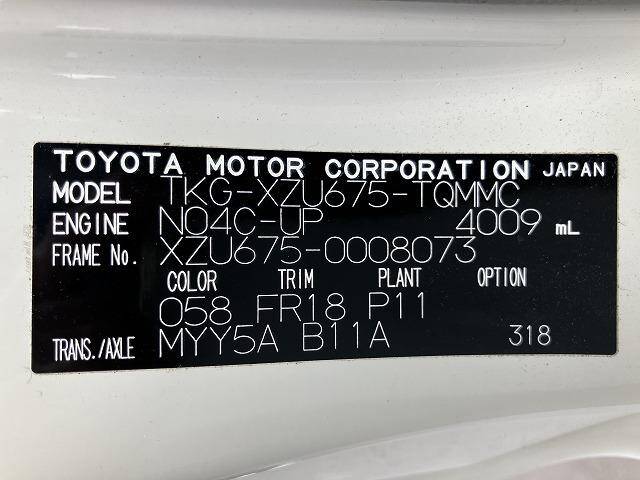 TOYOTA MOTOR CORPORATION JAPAN
MODEL TKG-XZU675-TQMMC
ENGINE N04C-UP 4009 mL
FRAME No. XZU675-0008073
COLOR TRIM PLANT OPTION
058 FR18 P11
TRANS./AXLE MYY5A B11A 318